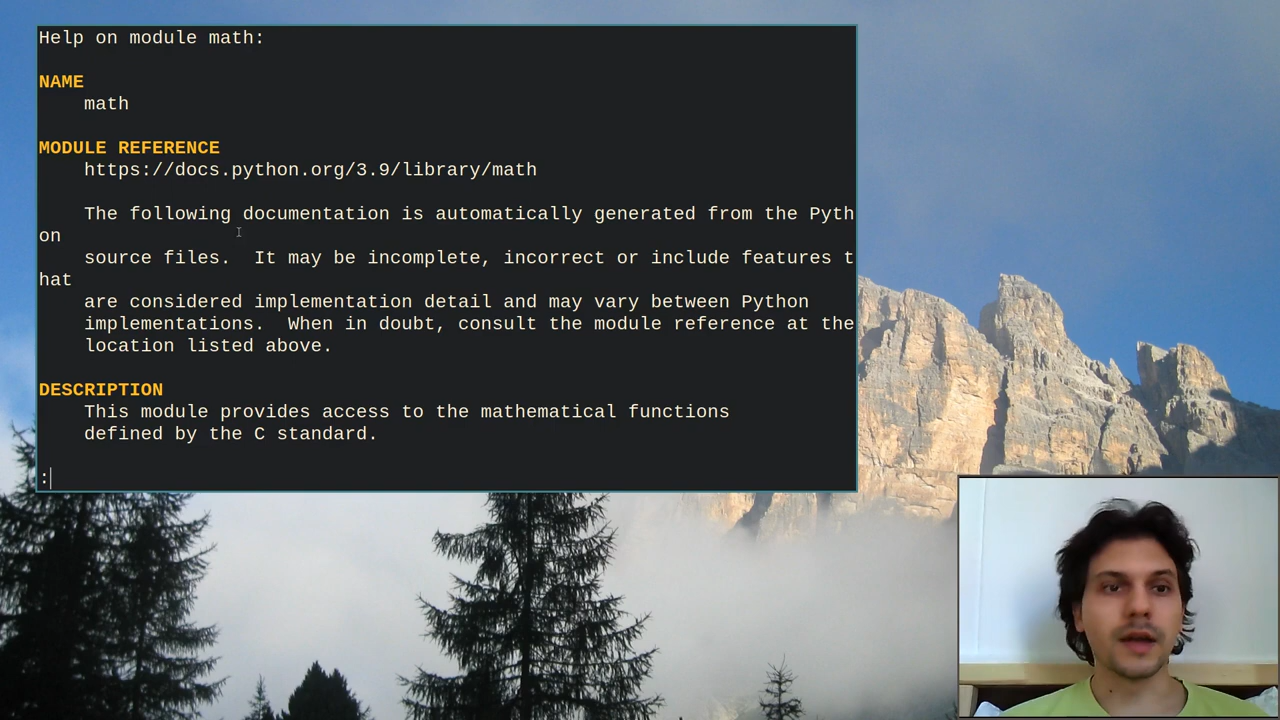 Help on module math:
NAME
math
MODULE REFERENCE
https://docs.python.org/3.9/library/math
The following documentation is automatically generated from the Pyth
on
source files.  It may be incomplete, incorrect or include features t
hat
are considered implementation detail and may vary between Python
implementations.  When in doubt, consult the module reference at the
location listed above.
DESCRIPTION
This module provides access to the mathematical functions
defined by the C standard.
: